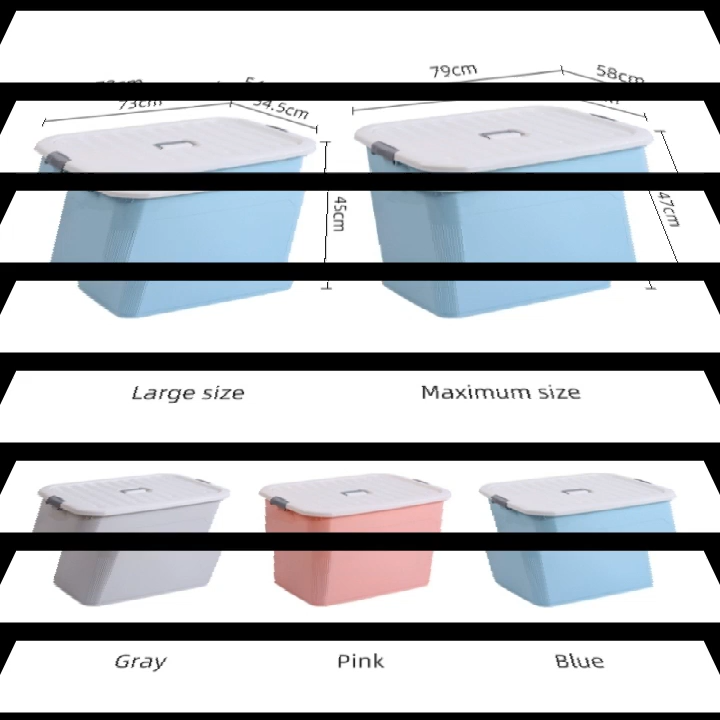 79cm 58cm
73cm 54.5cm
45cm 47cm
Large size Maximum size
Gray Pink Blue